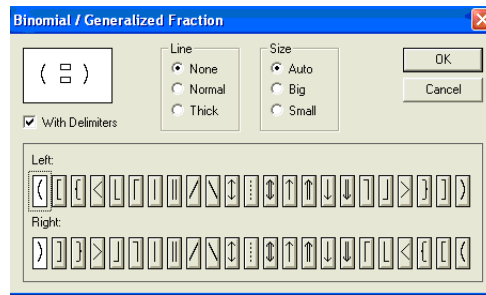 Binomial / Generalized Fraction
Line
None
Normal
Thick
Size
Auto
Big
Small
OK
Cancel
With Delimiters
Left:
( [ { < ⌊ ⌈ | ‖ / \ ↕ ⋮ ⇕ ↑ ⇑ ↓ ⇓ ⌉ ⌋ > } ] )
Right:
) ] } > ⌋ ⌉ | ‖ / \ ↕ ⋮ ⇕ ↑ ⇑ ↓ ⇓ ⌈ ⌊ < { [ (